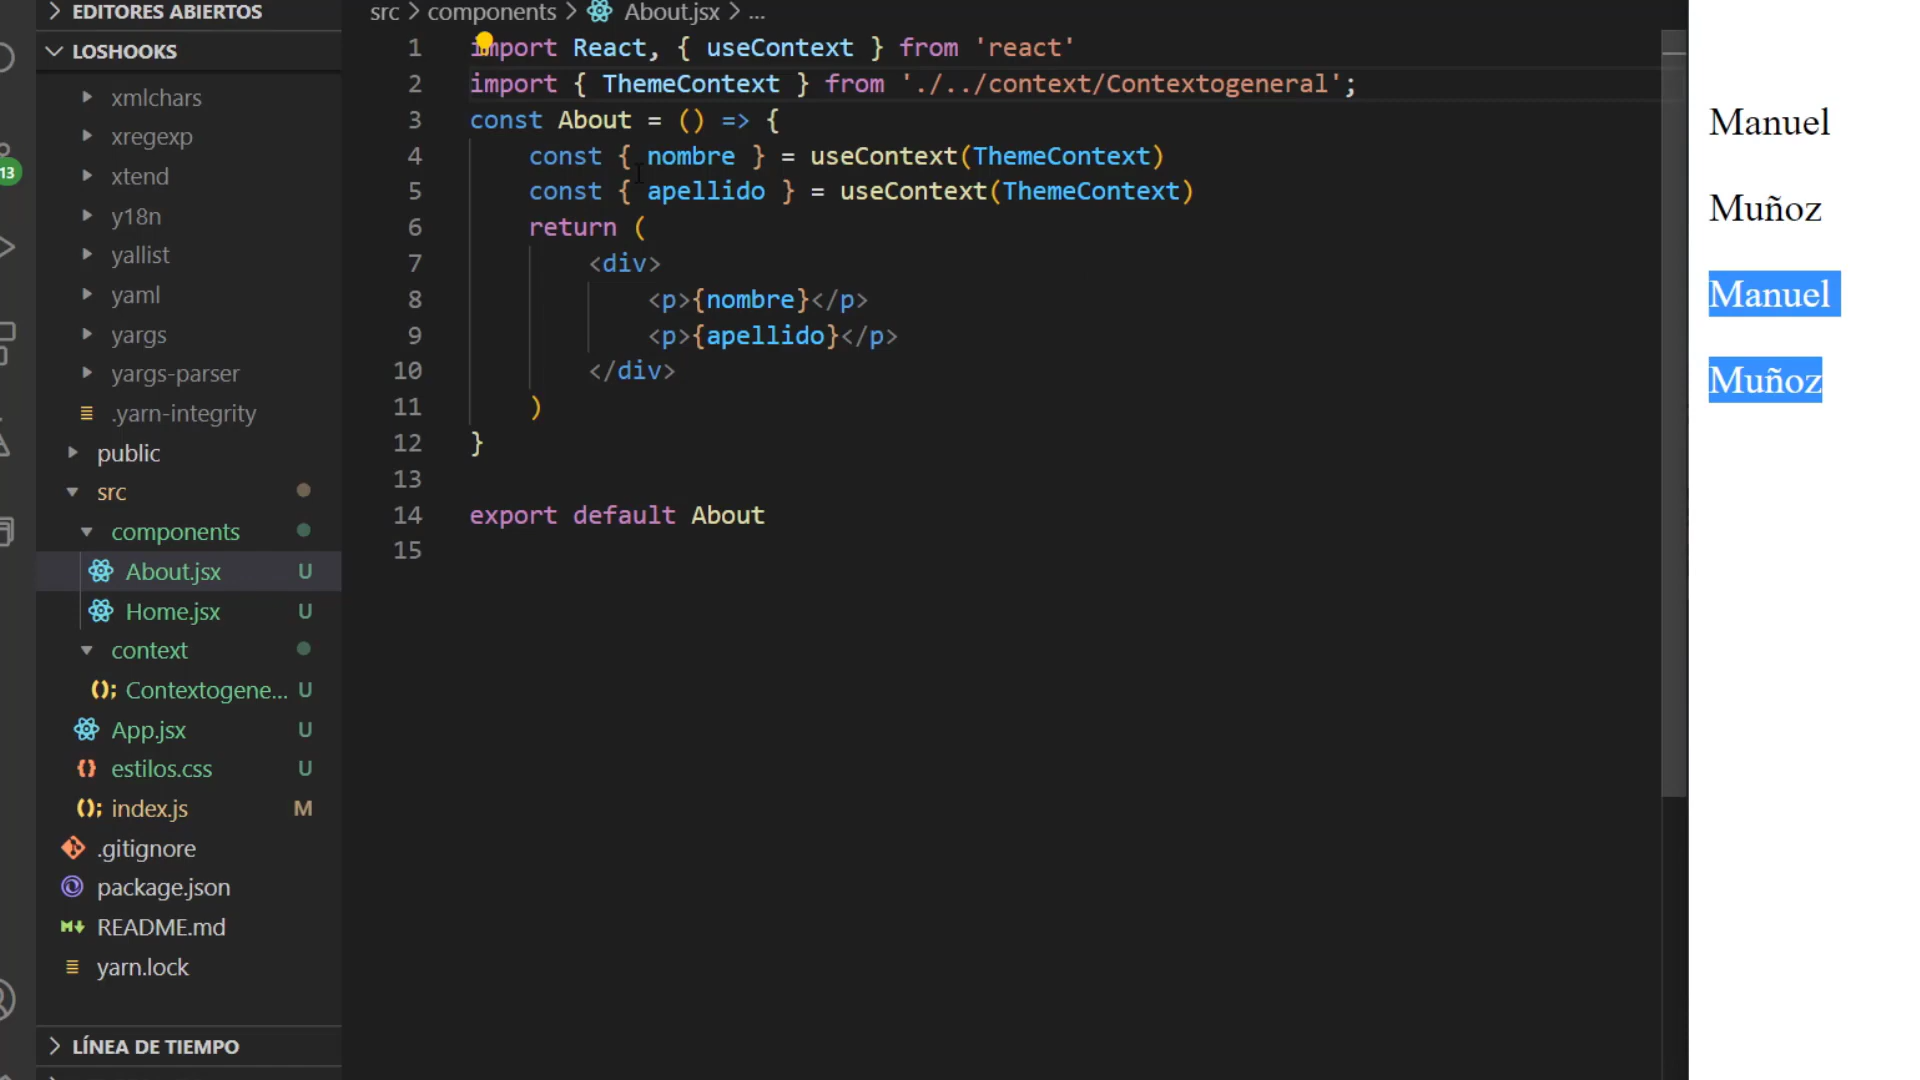 EDITORES ABIERTOS
LOSHOOKS
xmlchars
xregexp
xtend
y18n
yallist
yaml
yargs
yargs-parser
.yarn-integrity
public
src
components
About.jsx U
Home.jsx U
context
Contextogene... U
App.jsx U
estilos.css U
index.js M
.gitignore
package.json
README.md
yarn.lock
LÍNEA DE TIEMPO
13
src > components > About.jsx > ...
1 import React, { useContext } from 'react'
2 import { ThemeContext } from './../context/Contextogeneral';
3 const About = () => {
4 const { nombre } = useContext(ThemeContext)
5 const { apellido } = useContext(ThemeContext)
6 return (
7 <div>
8 <p>{nombre}</p>
9 <p>{apellido}</p>
10 </div>
11 )
12 }
13
14 export default About
15
Manuel
Muñoz
Manuel
Muñoz